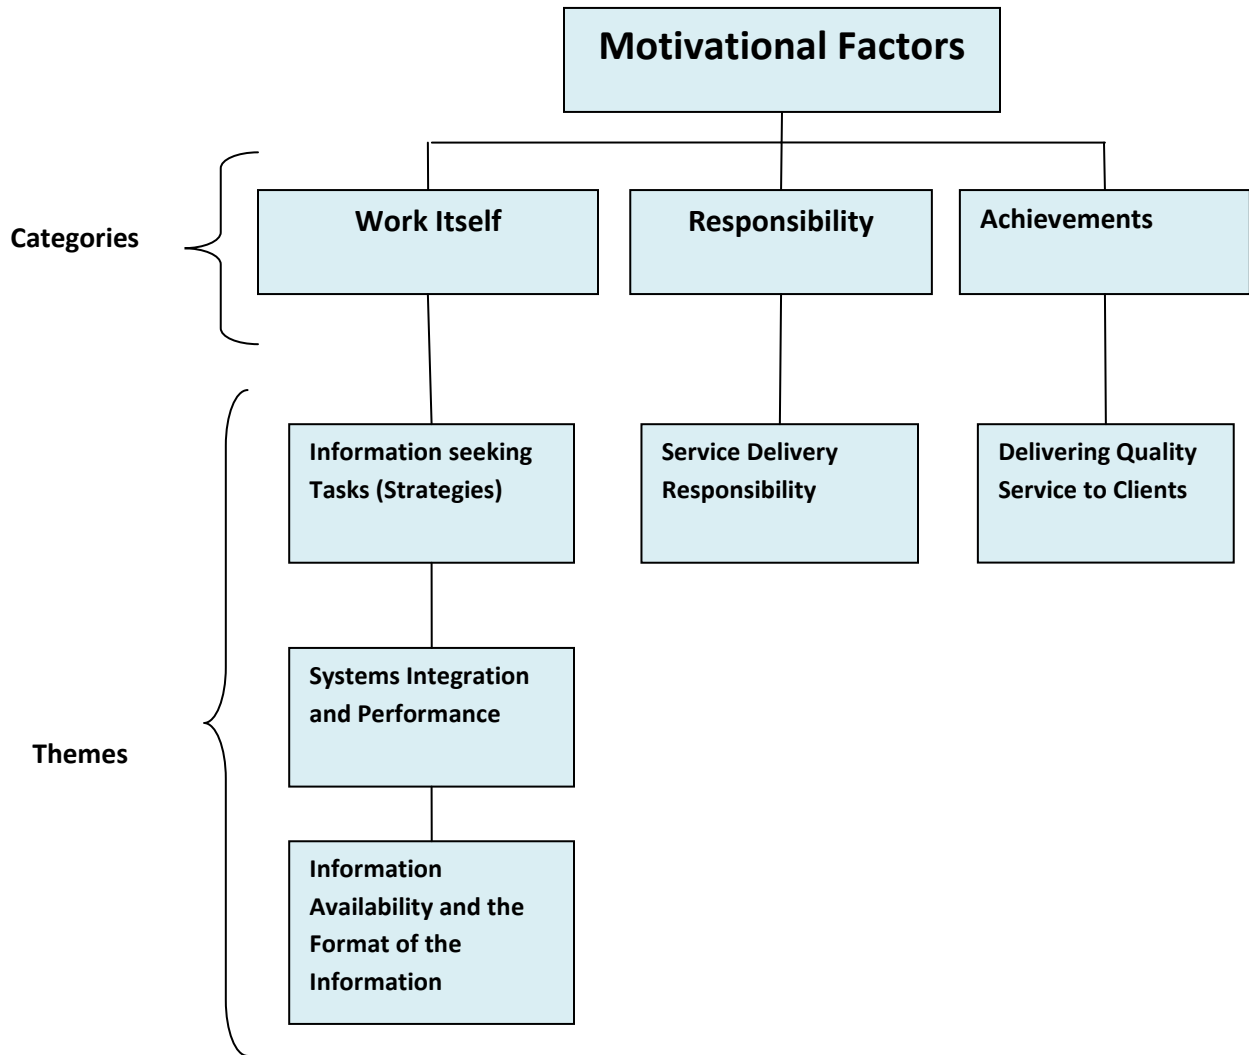 Motivational Factors
Categories
Work Itself
Responsibility
Achievements
Themes
Information seeking
Tasks (Strategies)
Service Delivery
Responsibility
Delivering Quality
Service to Clients
Systems Integration
and Performance
Information
Availability and the
Format of the
Information